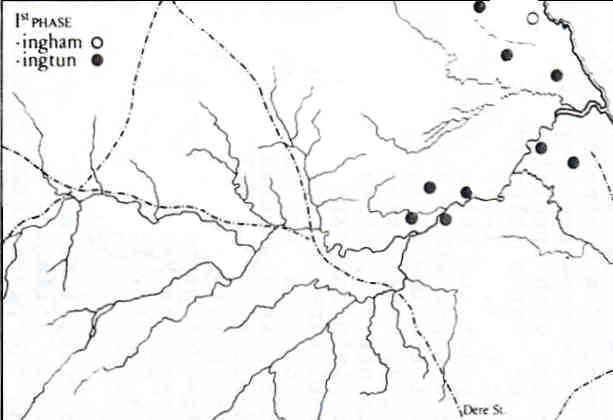 Ist PHASE
-ingham
-ingtun
Dere St.